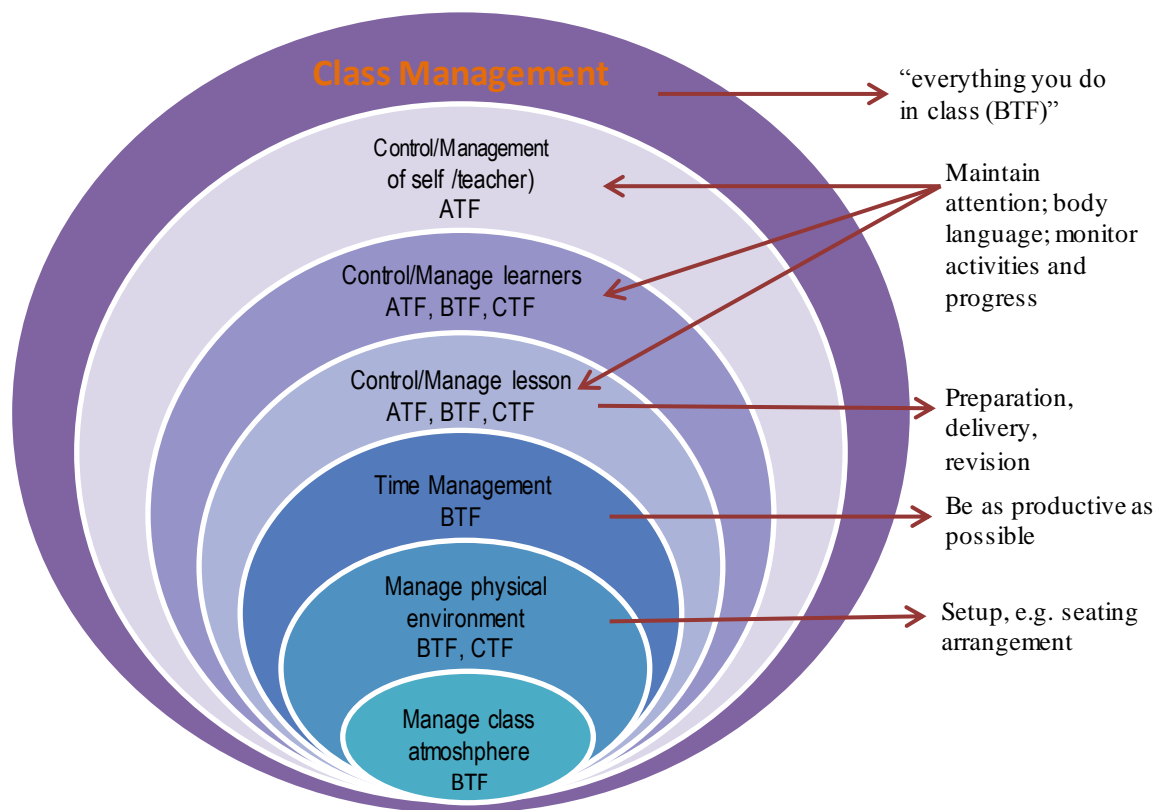 Class Management
Control/Management
of self /teacher)
ATF
Control/Manage learners
ATF, BTF, CTF
Control/Manage lesson
ATF, BTF, CTF
Time Management
BTF
Manage physical
environment
BTF, CTF
Manage class
atmoshphere
BTF
“everything you do
in class (BTF)”
Maintain
attention; body
language; monitor
activities and
progress
Preparation,
delivery,
revision
Be as productive as
possible
Setup, e.g. seating
arrangement